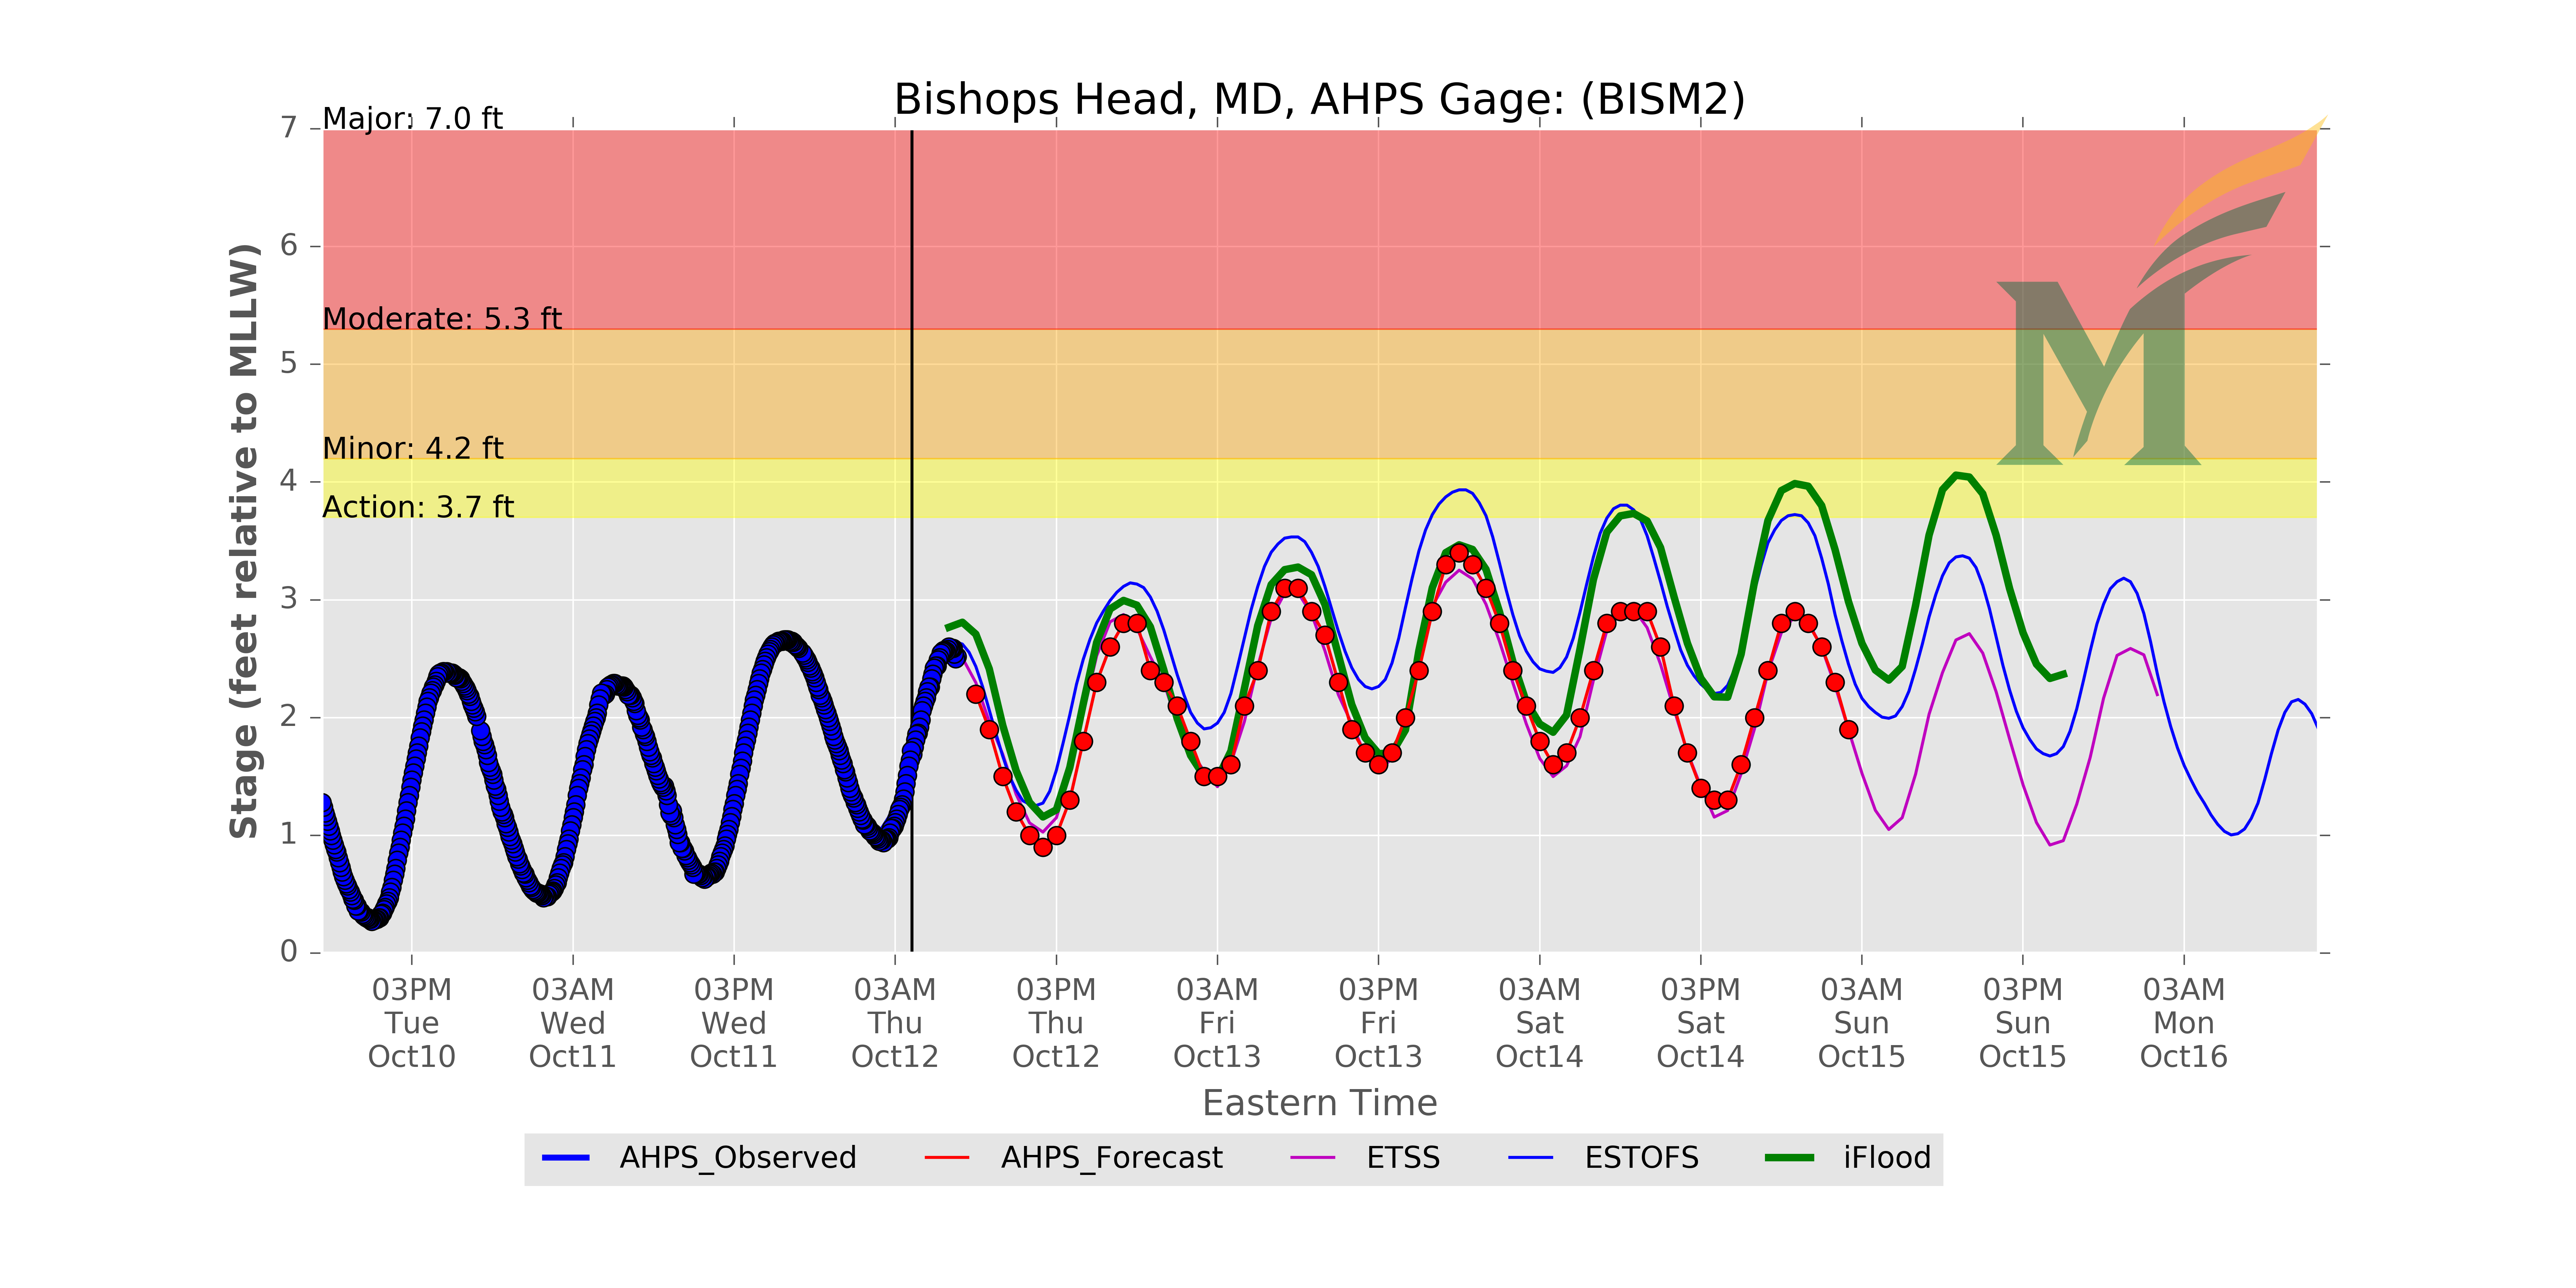 Bishops Head, MD, AHPS Gage: (BISM2)
Major: 7.0 ft
Moderate: 5.3 ft
Minor: 4.2 ft
Action: 3.7 ft
7
6
5
4
3
2
1
0
Stage (feet relative to MLLW)
03PM 03AM 03PM 03AM 03PM 03AM 03PM 03AM 03PM 03AM 03PM 03AM
Tue Wed Wed Thu Thu Fri Fri Sat Sat Sun Sun Mon
Oct10 Oct11 Oct11 Oct12 Oct12 Oct13 Oct13 Oct14 Oct14 Oct15 Oct15 Oct16
Eastern Time
AHPS_Observed AHPS_Forecast ETSS ESTOFS iFlood